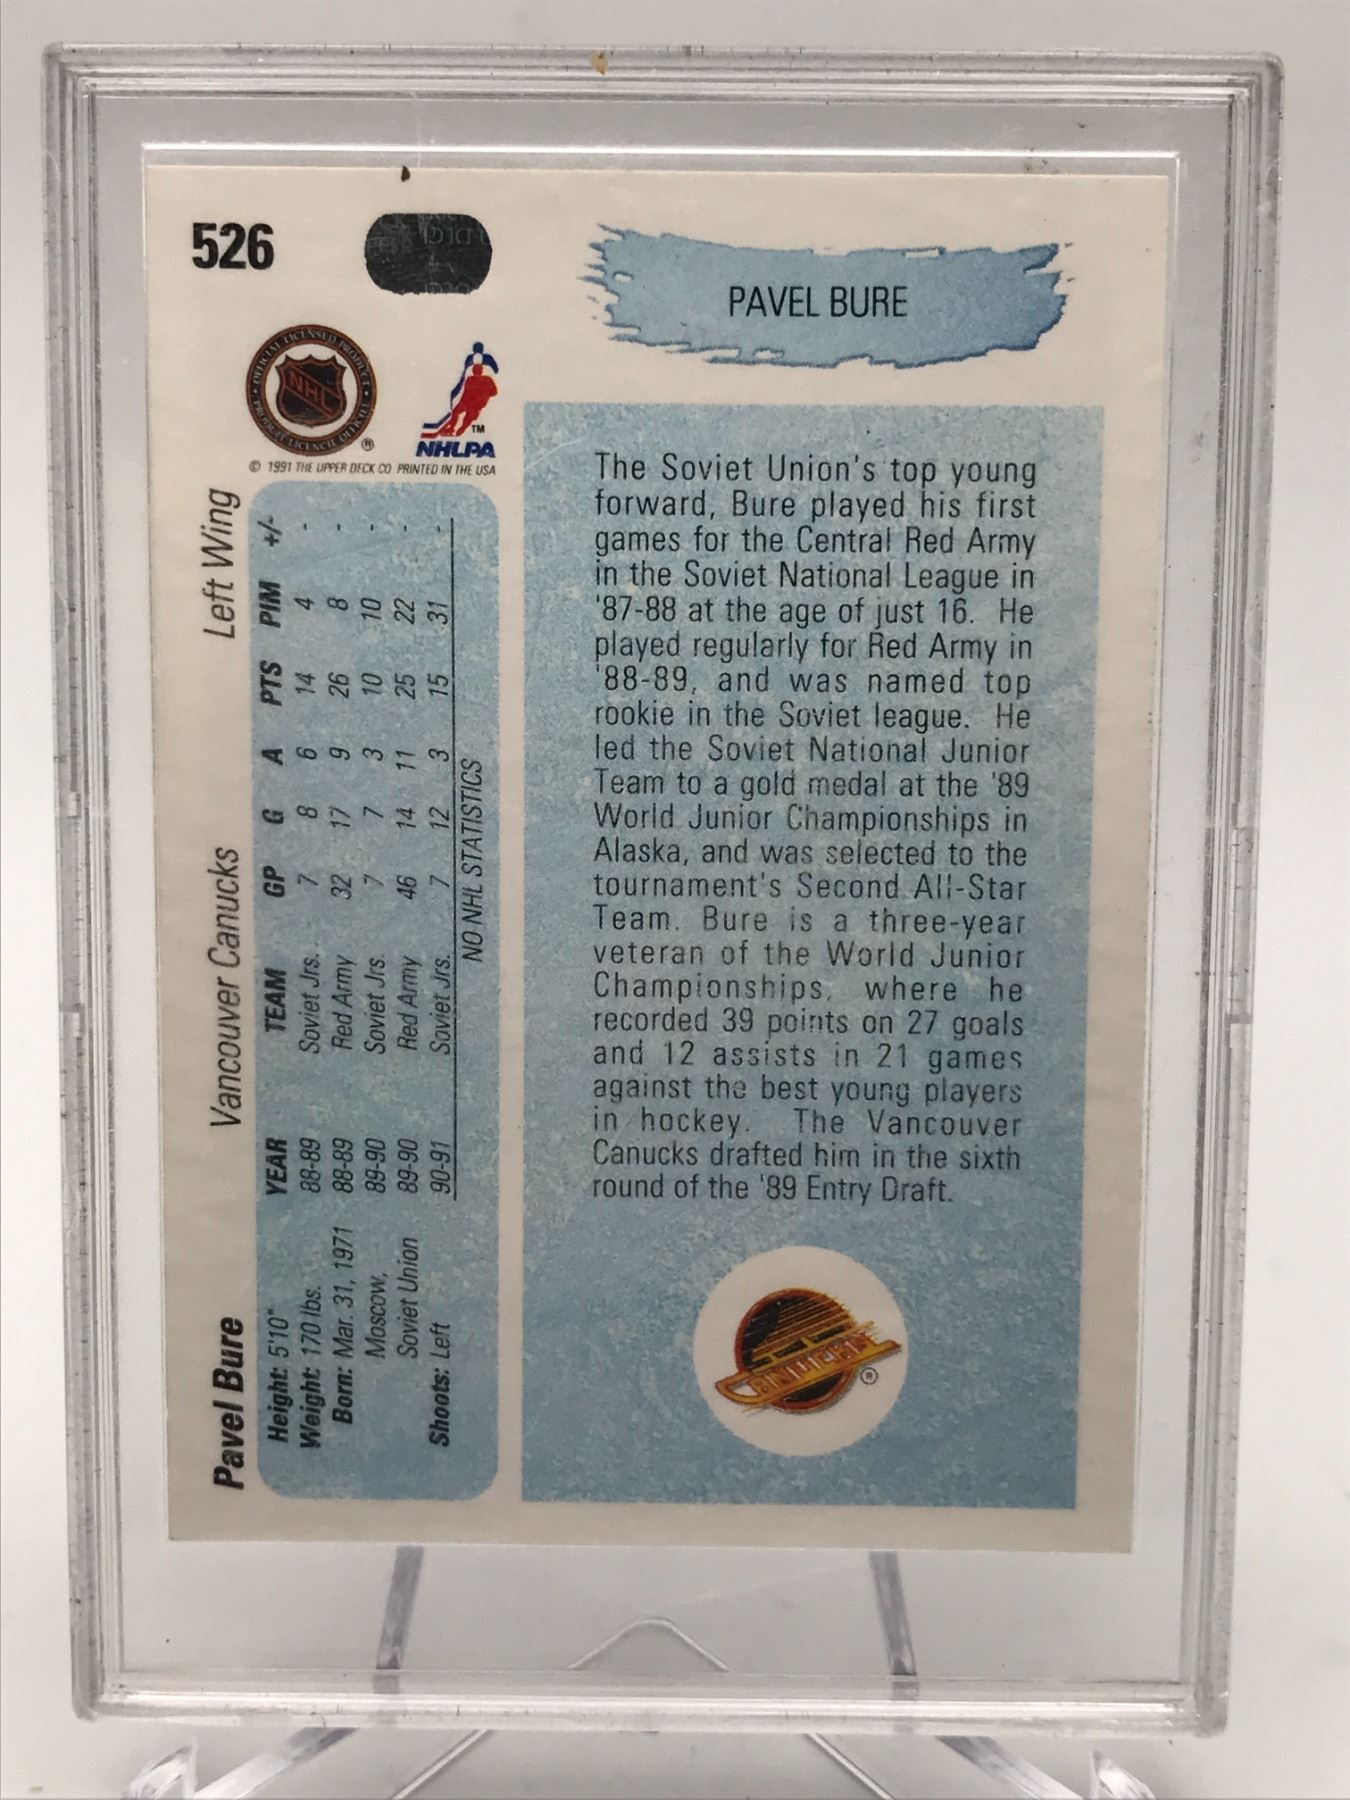 526
PAVEL BURE
OFFICIAL LICENSED PRODUCT
NHL
PRODUIT LICENCIE OFFICIEL
®
TM
NHLPA
© 1991 THE UPPER DECK CO. PRINTED IN THE USA
Pavel Bure Vancouver Canucks Left Wing
Height: 5'10"
Weight: 170 lbs.
Born: Mar. 31, 1971
Moscow,
Soviet Union
Shoots: Left
YEAR TEAM GP G A PTS PIM +/-
88-89 Soviet Jrs. 7 8 6 14 4 -
88-89 Red Army 32 17 9 26 8 -
89-90 Soviet Jrs. 7 7 3 10 10 -
89-90 Red Army 46 14 11 25 22 -
90-91 Soviet Jrs. 7 12 3 15 31 -
NO NHL STATISTICS
The Soviet Union's top young
forward, Bure played his first
games for the Central Red Army
in the Soviet National League in
'87-88 at the age of just 16. He
played regularly for Red Army in
'88-89, and was named top
rookie in the Soviet league. He
led the Soviet National Junior
Team to a gold medal at the '89
World Junior Championships in
Alaska, and was selected to the
tournament's Second All-Star
Team. Bure is a three-year
veteran of the World Junior
Championships, where he
recorded 39 points on 27 goals
and 12 assists in 21 games
against the best young players
in hockey. The Vancouver
Canucks drafted him in the sixth
round of the '89 Entry Draft.
CANUCKS
®